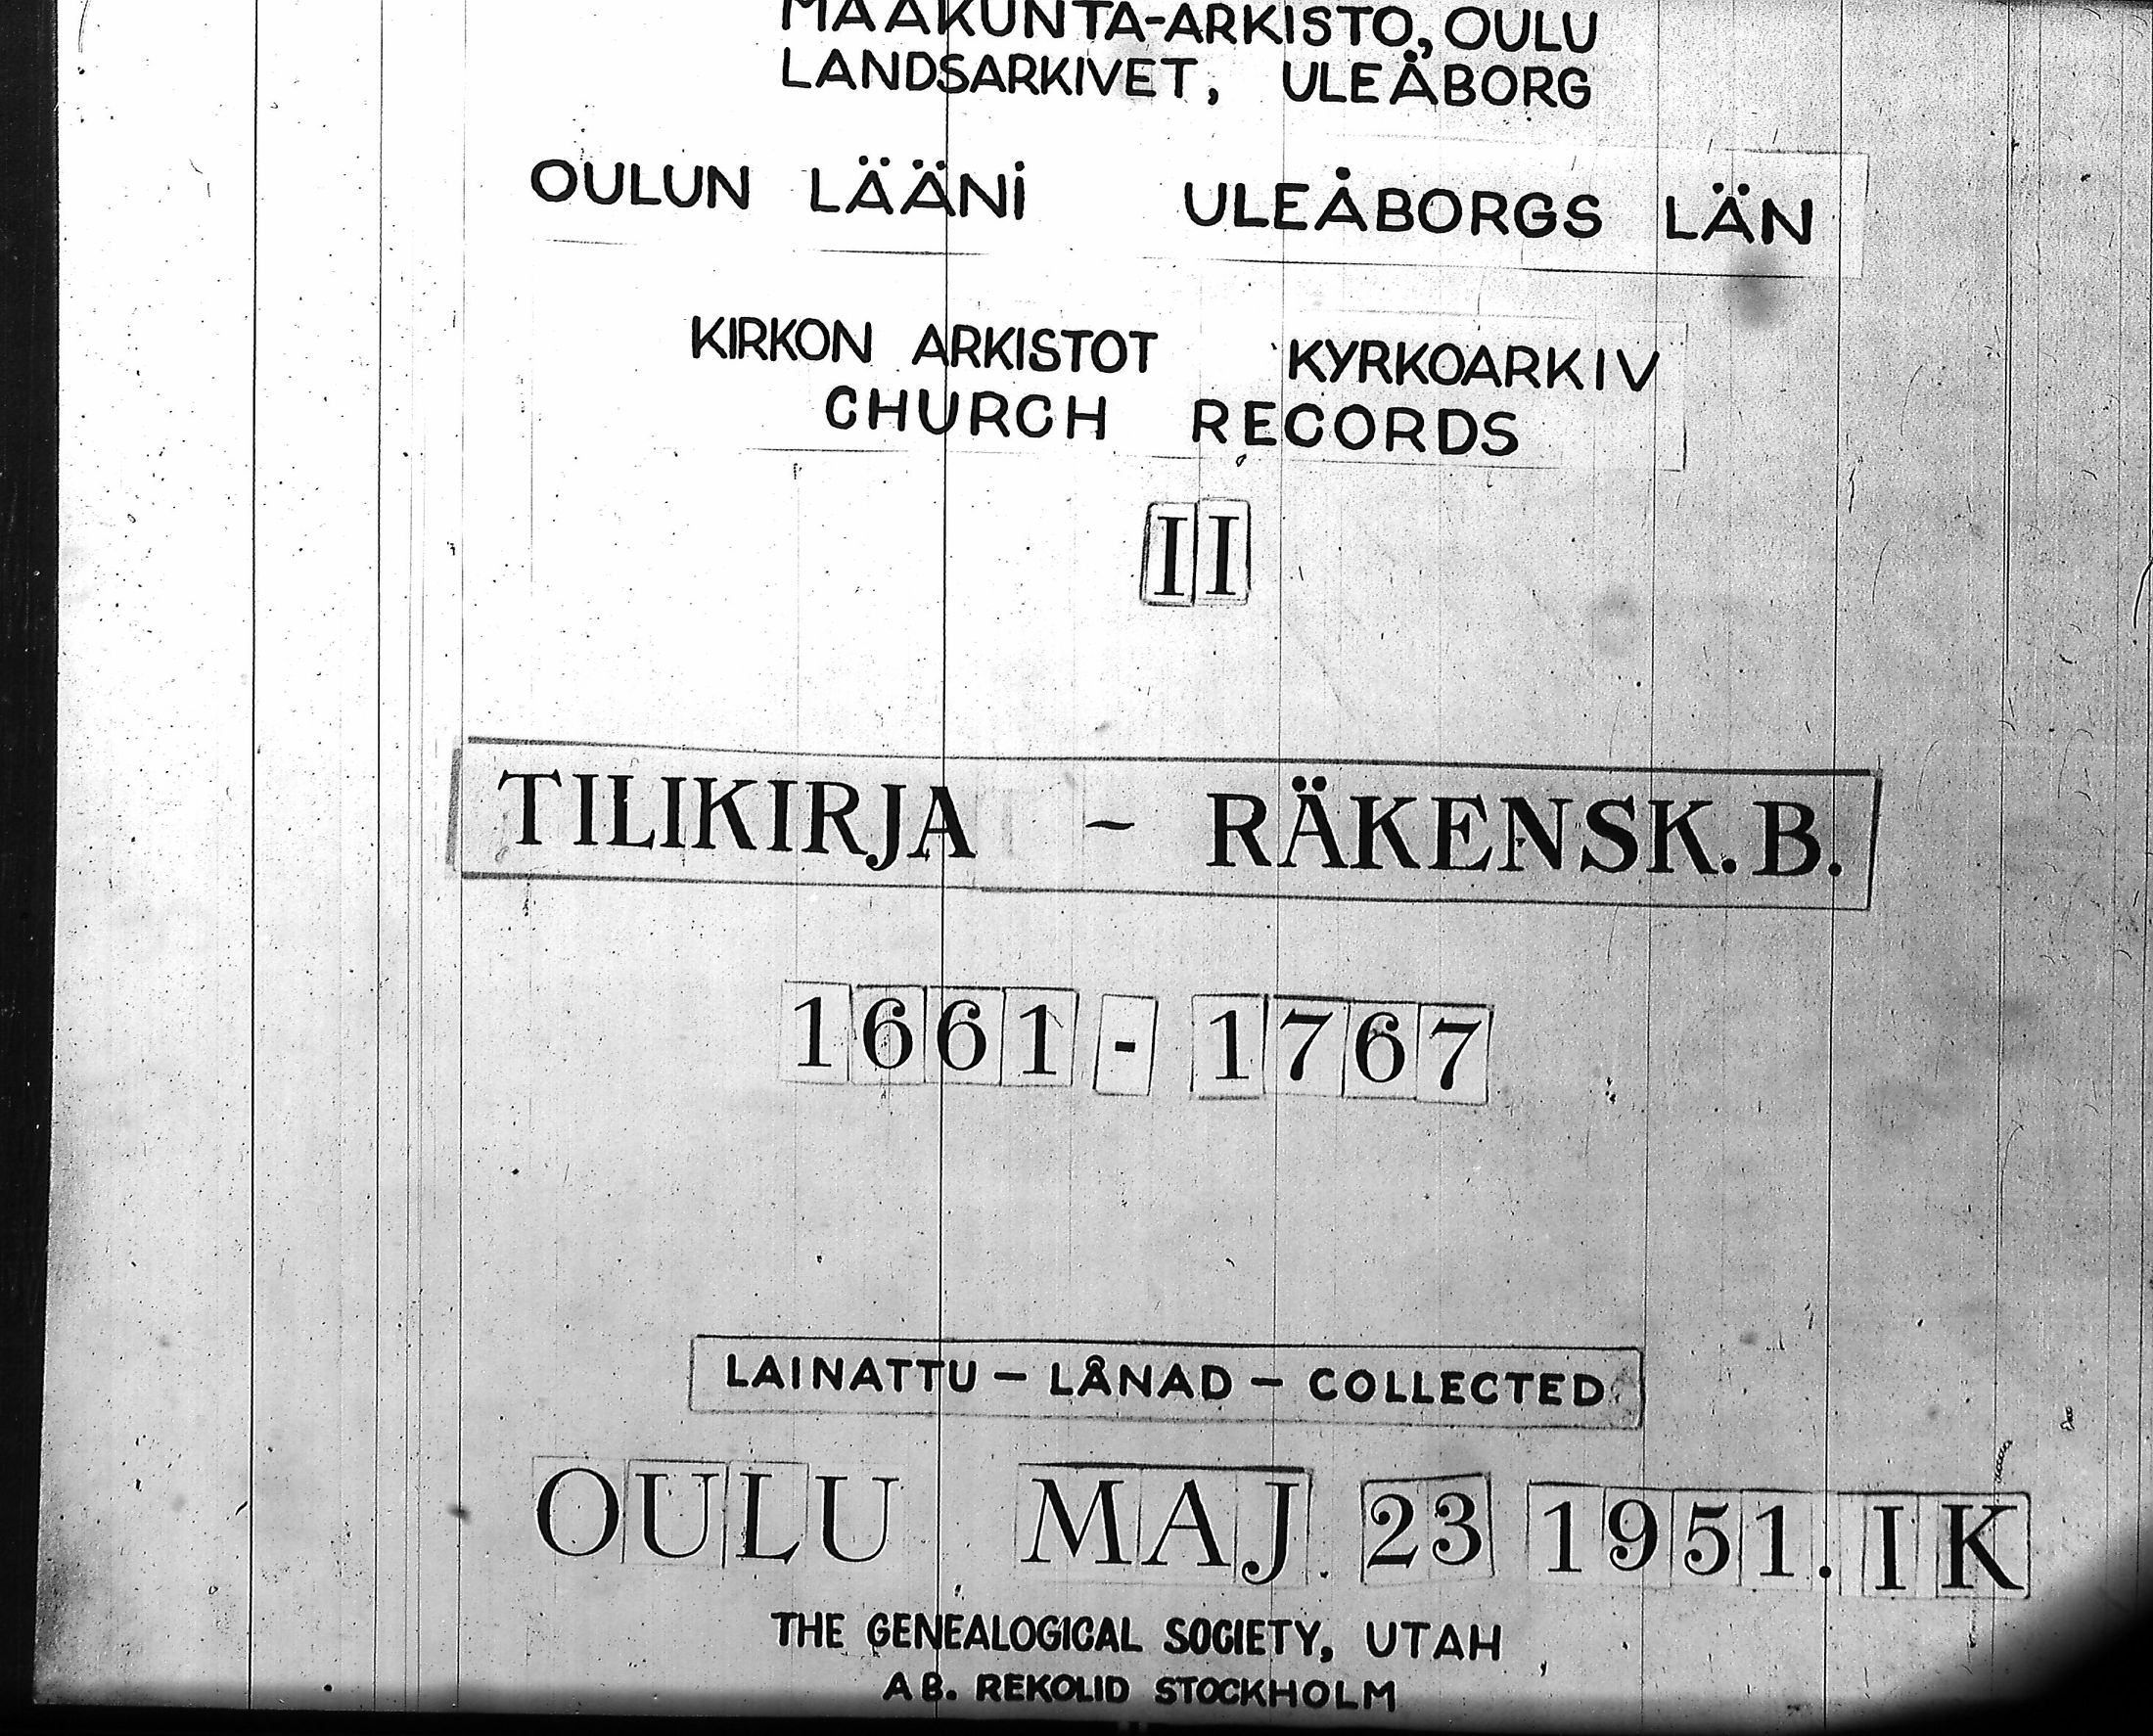 MAAKUNTA-ARKISTO, OULU
LANDSARKIVET, ULEÅBORG
OULUN LÄÄNI ULEÅBORGS LÄN
KIRKON ARKISTOT KYRKOARKIV
CHURCH RECORDS
II
TILIKIRJA - RÄKENSK. B.
1661 - 1767
LAINATTU - LÅNAD - COLLECTED
OULU MAJ. 23 1951. IK
THE GENEALOGICAL SOCIETY, UTAH
AB. REKOLID STOCKHOLM